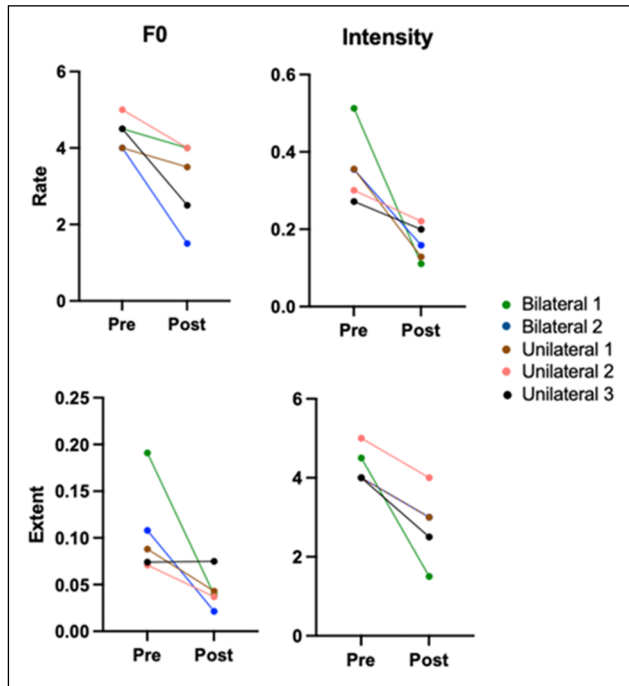 F0
Intensity
6
4
2
0
Rate
Pre
Post
0.6
0.4
0.2
0.0
Pre
Post
Bilateral 1
Bilateral 2
Unilateral 1
Unilateral 2
Unilateral 3
0.25
0.20
0.15
0.10
0.05
0.00
Extent
Pre
Post
6
4
2
0
Pre
Post